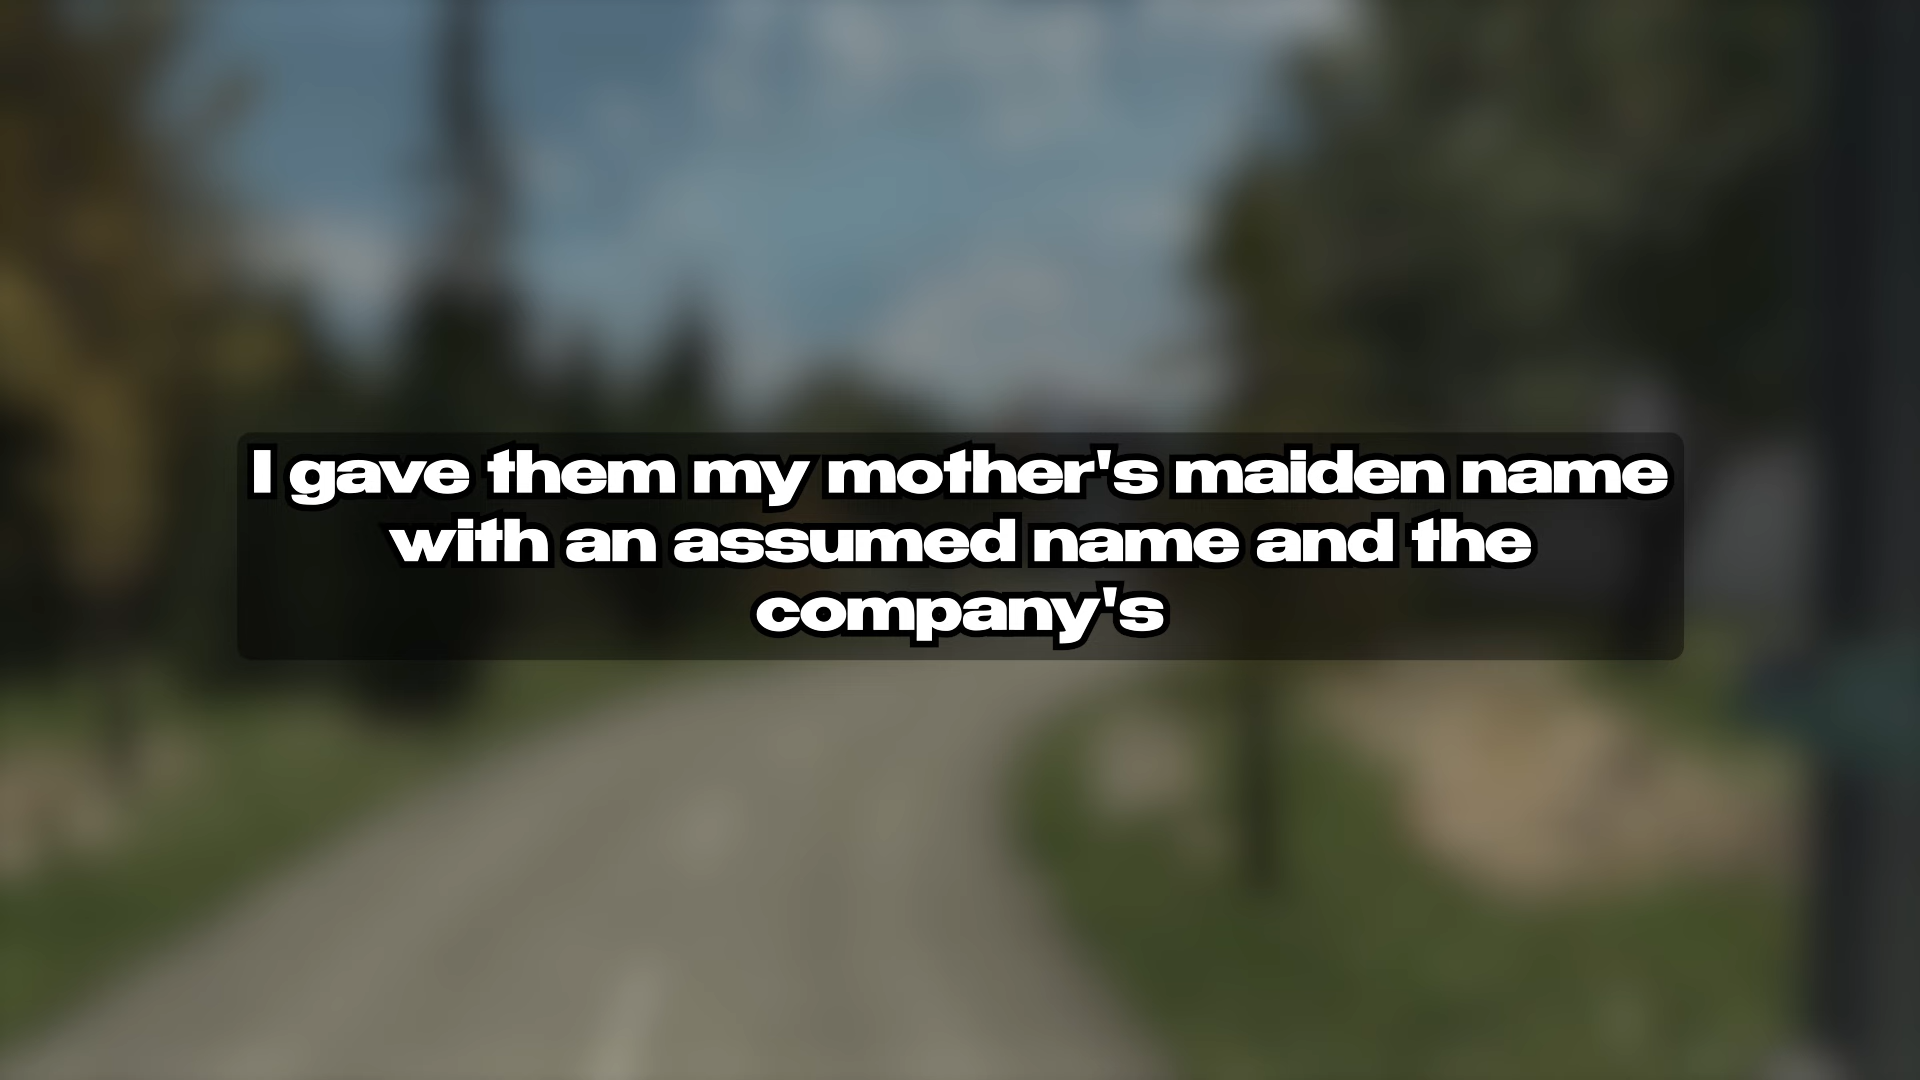 I gave them my mother's maiden name
with an assumed name and the
company's